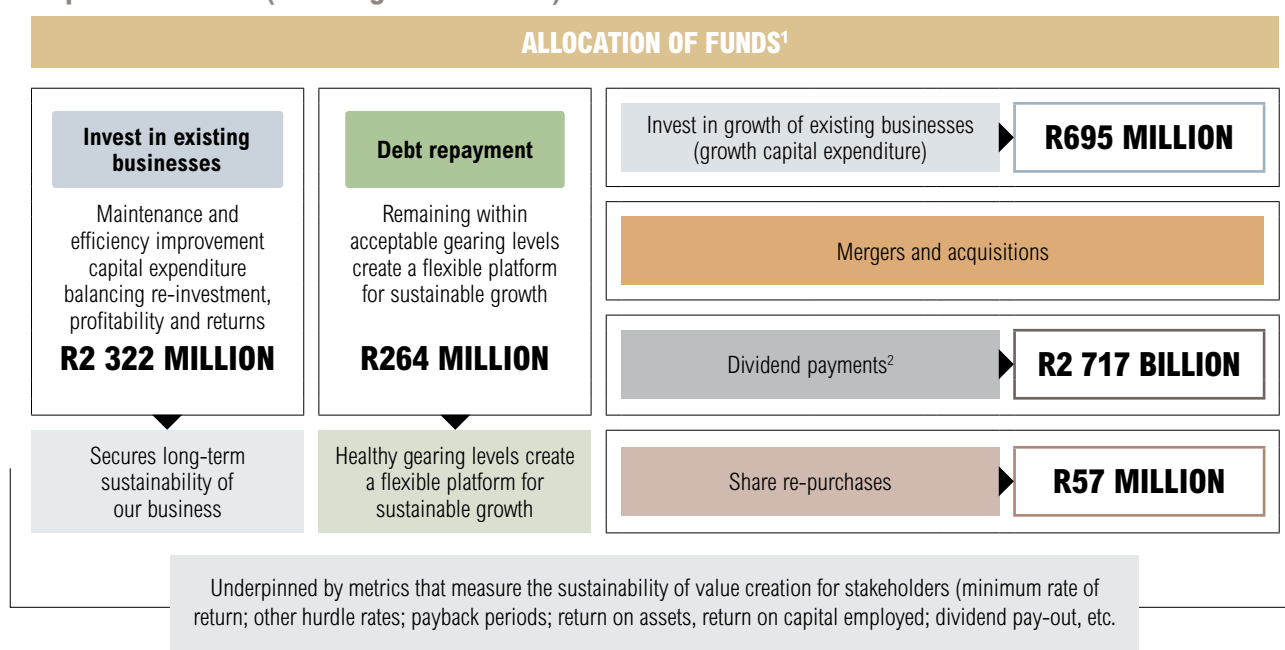 ALLOCATION OF FUNDS¹
Invest in existing
businesses
Maintenance and
efficiency improvement
capital expenditure
balancing re-investment,
profitability and returns
R2 322 MILLION
Secures long-term
sustainability of
our business
Debt repayment
Remaining within
acceptable gearing levels
create a flexible platform
for sustainable growth
R264 MILLION
Healthy gearing levels create
a flexible platform for
sustainable growth
Invest in growth of existing businesses
(growth capital expenditure)
R695 MILLION
Mergers and acquisitions
Dividend payments²
R2 717 BILLION
Share re-purchases
R57 MILLION
Underpinned by metrics that measure the sustainability of value creation for stakeholders (minimum rate of
return; other hurdle rates; payback periods; return on assets, return on capital employed; dividend pay-out, etc.